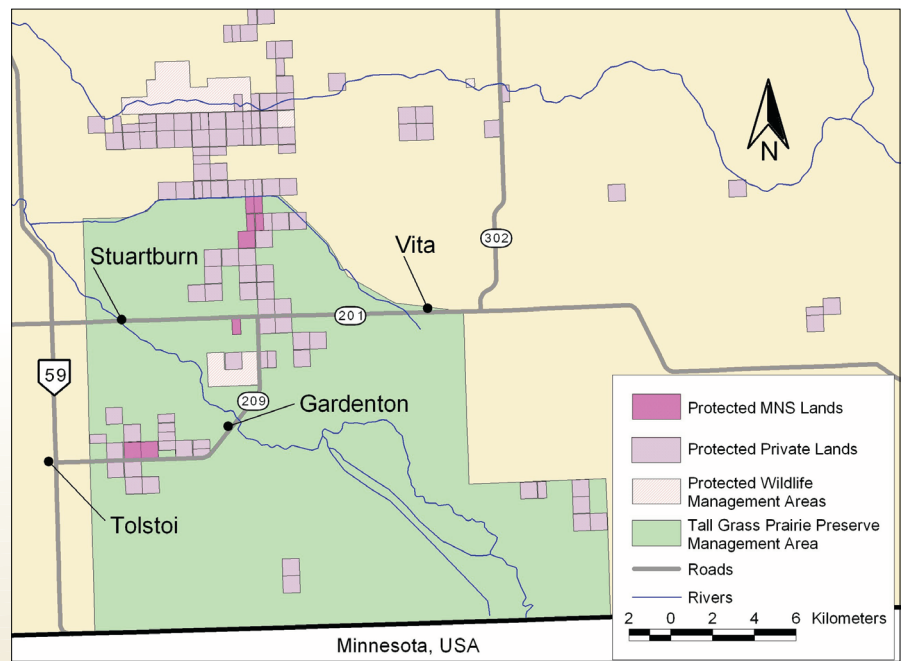 N
Vita
302
Stuartburn
201
59
209
Gardenton
Tolstoi
Protected MNS Lands
Protected Private Lands
Protected Wildlife
Management Areas
Tall Grass Prairie Preserve
Management Area
Roads
Rivers
2 0 2 4 6 Kilometers
Minnesota, USA